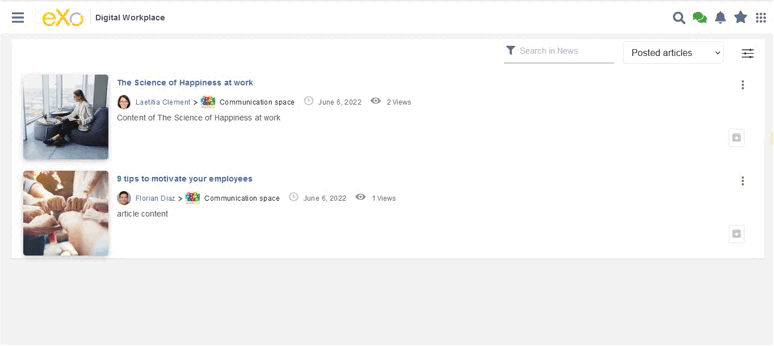 eXo Digital Workplace
Search in News Posted articles
The Science of Happiness at work
Laetitia Clement > Communication space June 6, 2022 2 Views
Content of The Science of Happiness at work
9 tips to motivate your employees
Florian Diaz > Communication space June 6, 2022 1 Views
article content